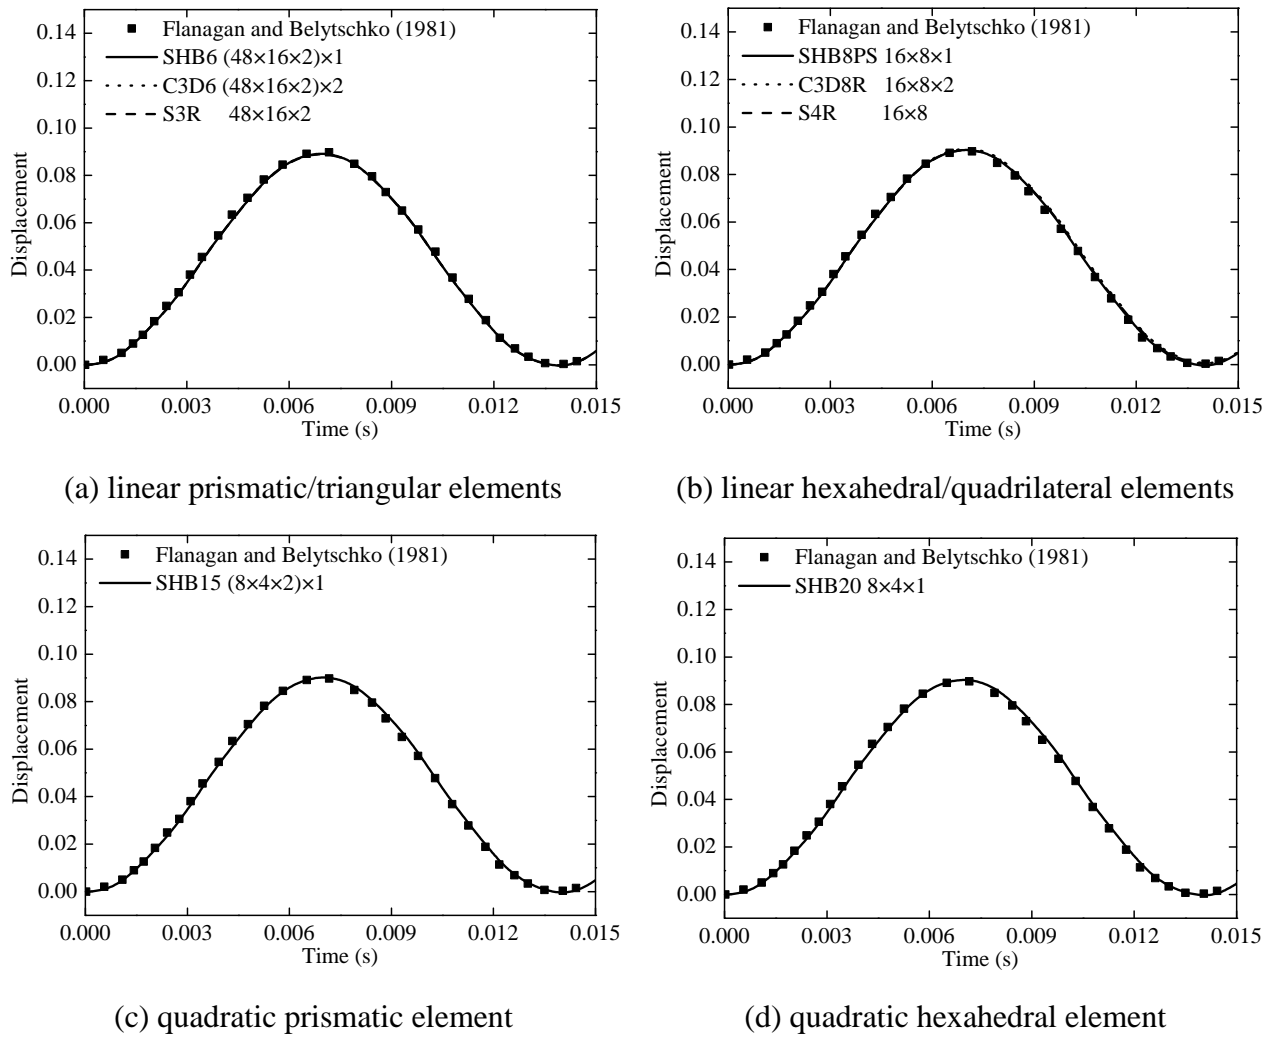 Flanagan and Belytschko (1981)
SHB6 (48×16×2)×1
C3D6 (48×16×2)×2
S3R 48×16×2
0.14
0.12
0.10
0.08
0.06
0.04
0.02
0.00
Displacement
0.000 0.003 0.006 0.009 0.012 0.015
Time (s)
(a) linear prismatic/triangular elements
Flanagan and Belytschko (1981)
SHB8PS 16×8×1
C3D8R 16×8×2
S4R 16×8
0.14
0.12
0.10
0.08
0.06
0.04
0.02
0.00
Displacement
0.000 0.003 0.006 0.009 0.012 0.015
Time (s)
(b) linear hexahedral/quadrilateral elements
Flanagan and Belytschko (1981)
SHB15 (8×4×2)×1
0.14
0.12
0.10
0.08
0.06
0.04
0.02
0.00
Displacement
0.000 0.003 0.006 0.009 0.012 0.015
Time (s)
(c) quadratic prismatic element
Flanagan and Belytschko (1981)
SHB20 8×4×1
0.14
0.12
0.10
0.08
0.06
0.04
0.02
0.00
Displacement
0.000 0.003 0.006 0.009 0.012 0.015
Time (s)
(d) quadratic hexahedral element